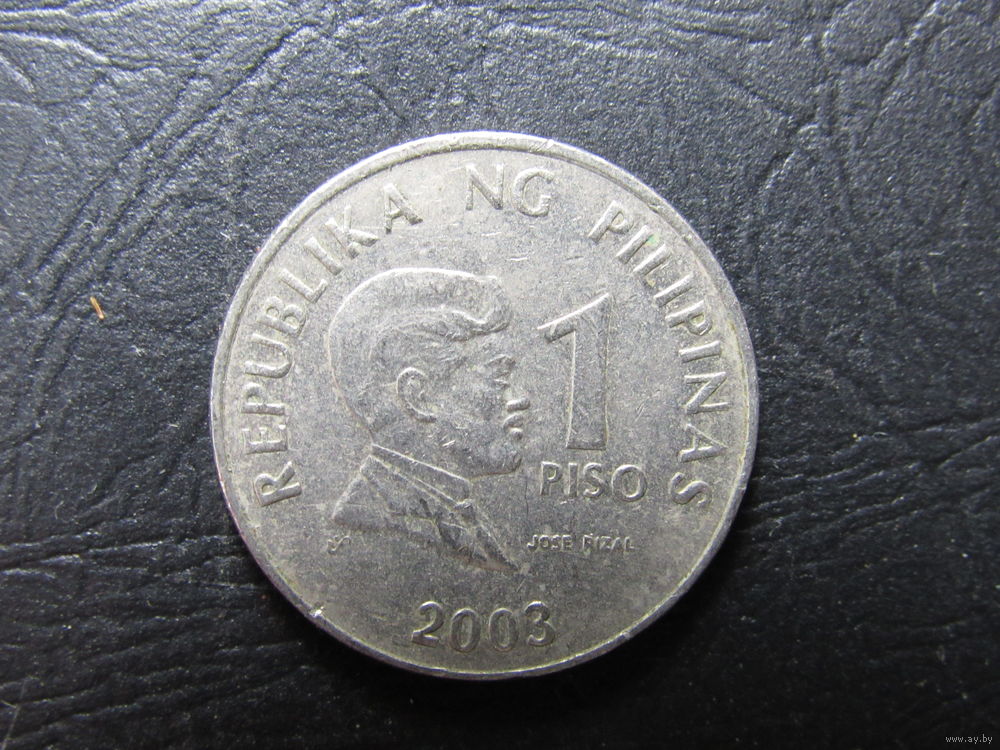 REPUBLIKA NG PILIPINAS
1
PISO
JOSE RIZAL
2003
www.ay.by